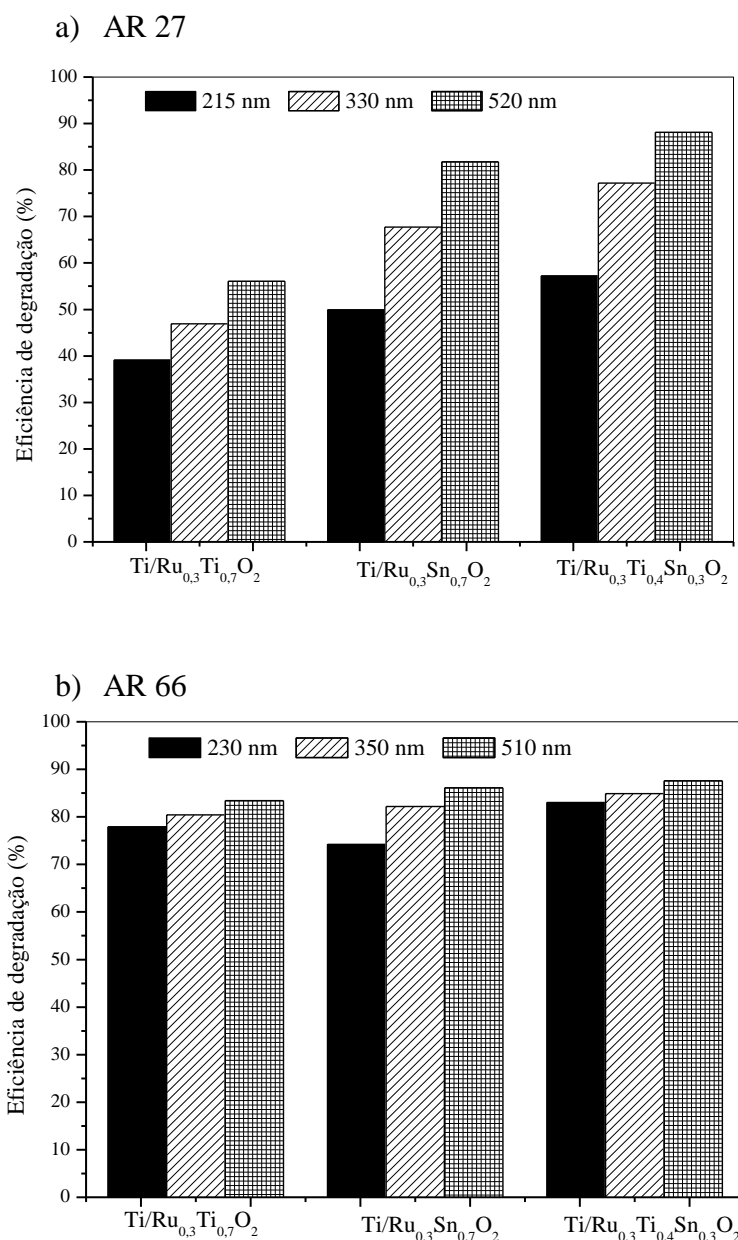 a) AR 27
215 nm 330 nm 520 nm
Eficiência de degradação (%)
100
90
80
70
60
50
40
30
20
10
0
Ti/Ru0,3Ti0,7O2 Ti/Ru0,3Sn0,7O2 Ti/Ru0,3Ti0,4Sn0,3O2
b) AR 66
230 nm 350 nm 510 nm
Eficiência de degradação (%)
100
90
80
70
60
50
40
30
20
10
0
Ti/Ru0,3Ti0,7O2 Ti/Ru0,3Sn0,7O2 Ti/Ru0,3Ti0,4Sn0,3O2